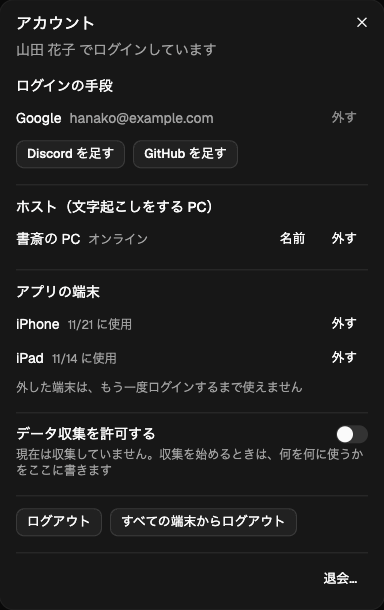 アカウント
山田 花子 でログインしています
ログインの手段
Google hanako@example.com 外す
Discord を足す GitHub を足す
ホスト（文字起こしをする PC）
書斎の PC オンライン 名前 外す
アプリの端末
iPhone 11/21 に使用 外す
iPad 11/14 に使用 外す
外した端末は、もう一度ログインするまで使えません
データ収集を許可する
現在は収集していません。収集を始めるときは、何を何に使うか
をここに書きます
ログアウト すべての端末からログアウト
退会...